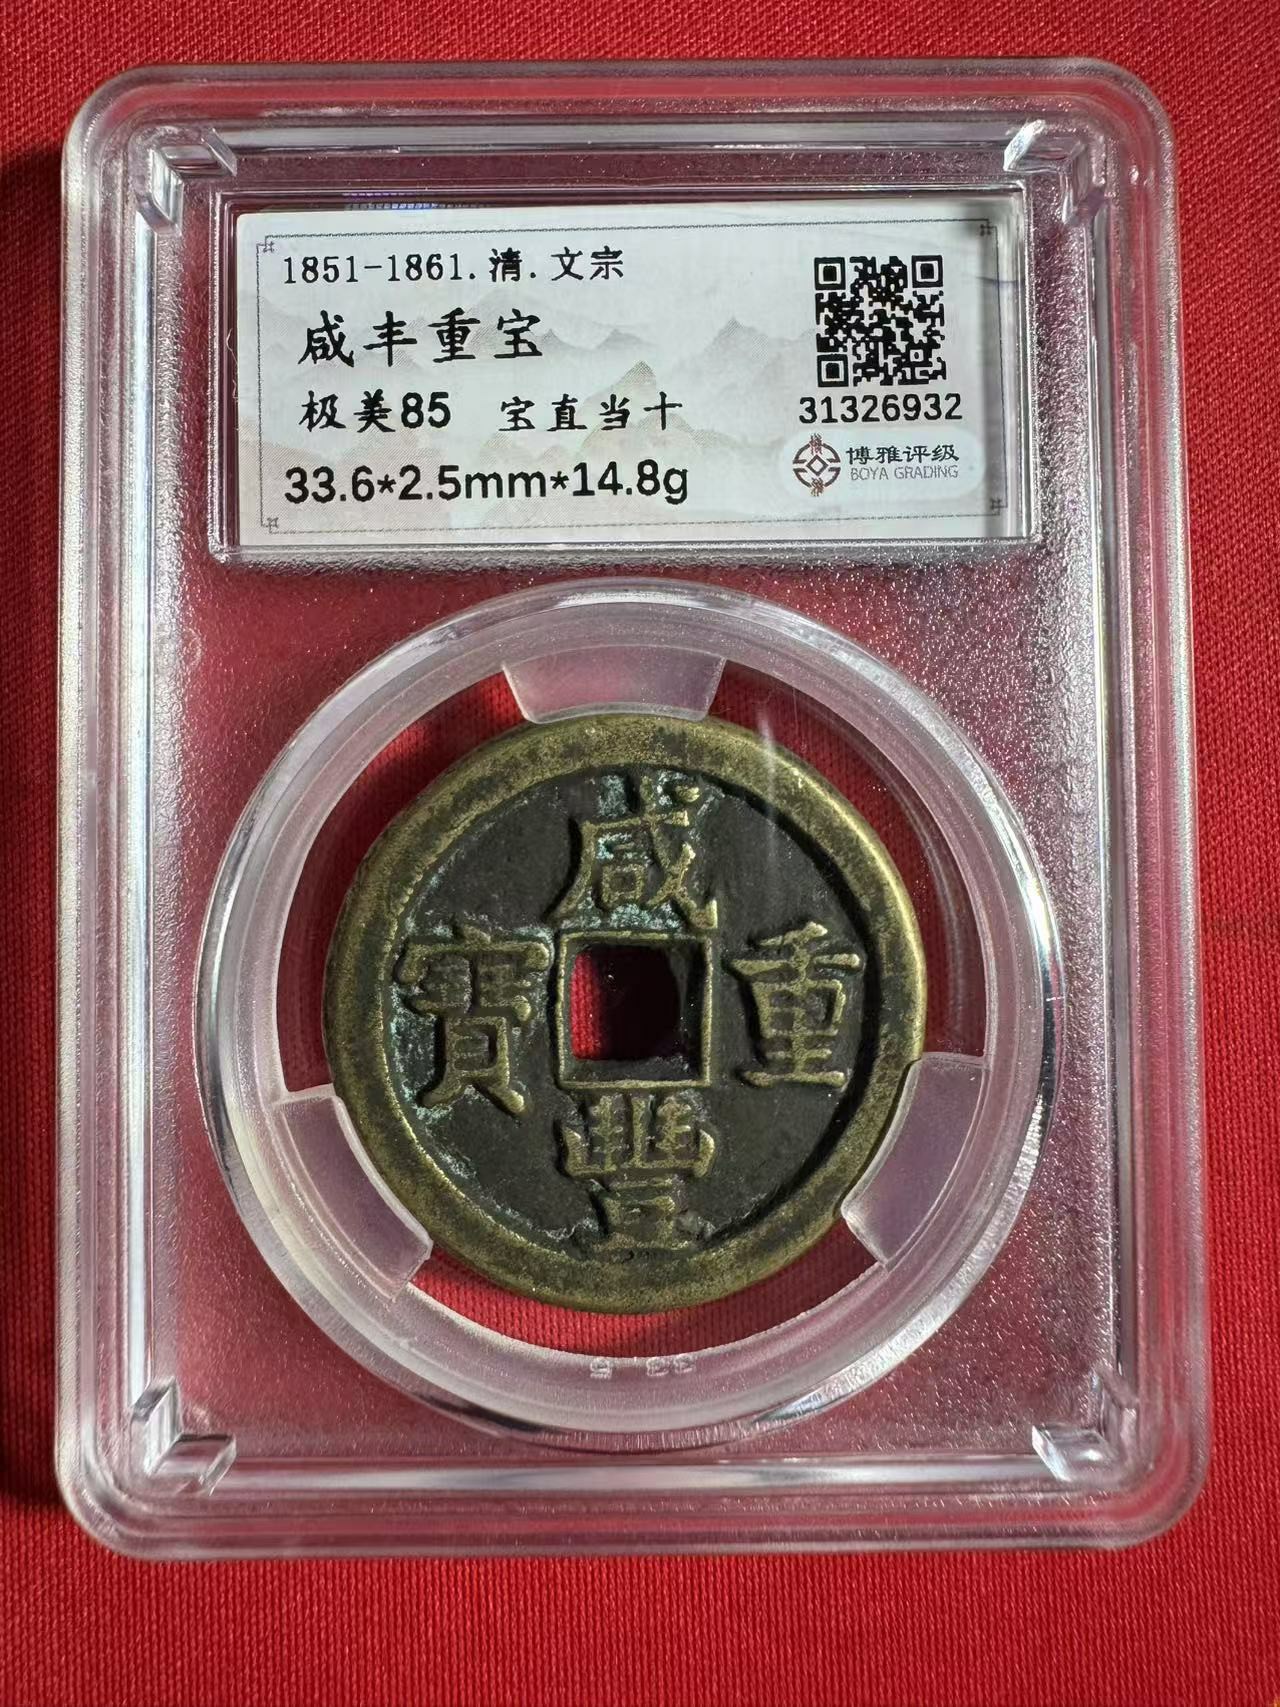 1851-1861.清.文宗
咸丰重宝
极美85 宝直当十
33.6*2.5mm*14.8g
31326932
博雅评级
BOYA GRADING
咸
豐
重
寶